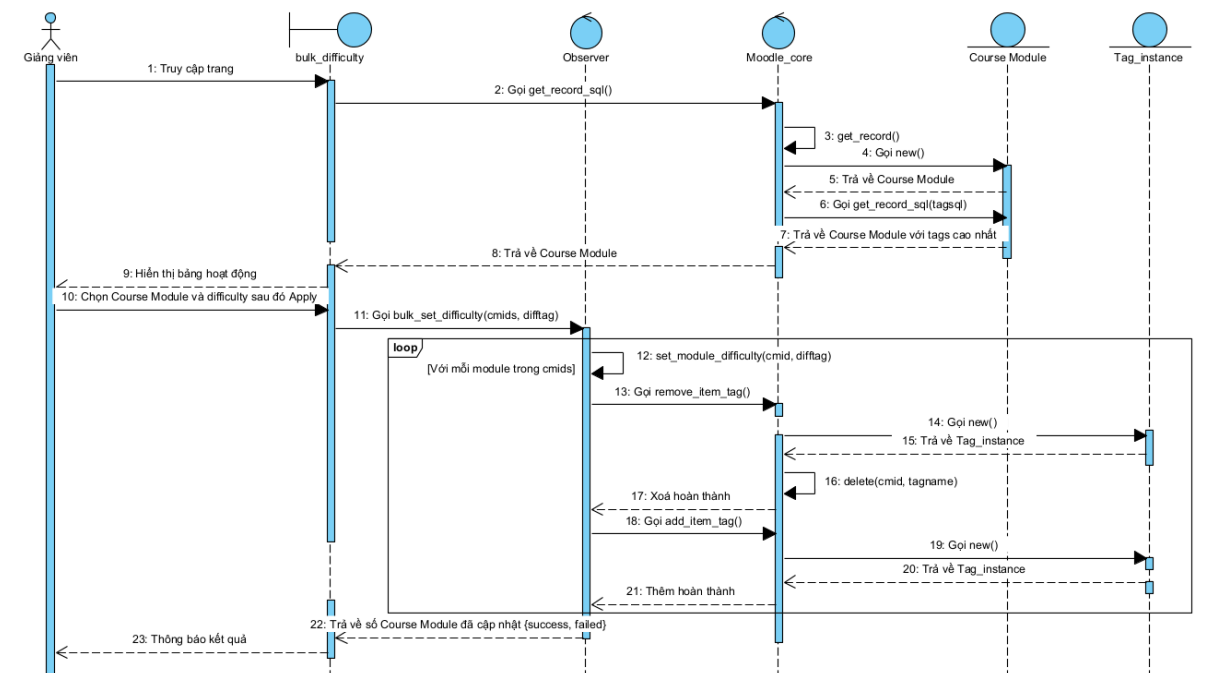 Giảng viên
bulk_difficulty
Observer
Moodle_core
Course Module
Tag_instance
1: Truy cập trang
2: Gọi get_record_sql()
3: get_record()
4: Gọi new()
5: Trả về Course Module
6: Gọi get_record_sql(tagsql)
7: Trả về Course Module với tags cao nhất
8: Trả về Course Module
9: Hiển thị bảng hoạt động
10: Chọn Course Module và difficulty sau đó Apply
11: Gọi bulk_set_difficulty(cmids, difftag)
loop
[Với mỗi module trong cmids]
12: set_module_difficulty(cmid, difftag)
13: Gọi remove_item_tag()
14: Gọi new()
15: Trả về Tag_instance
16: delete(cmid, tagname)
17: Xoá hoàn thành
18: Gọi add_item_tag()
19: Gọi new()
20: Trả về Tag_instance
21: Thêm hoàn thành
22: Trả về số Course Module đã cập nhật {success, failed}
23: Thông báo kết quả